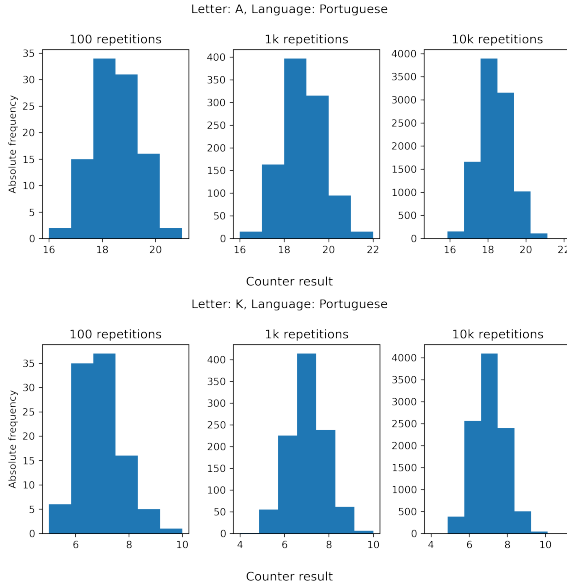 Letter: A, Language: Portuguese
100 repetitions
1k repetitions
10k repetitions
Absolute frequency
35
30
25
20
15
10
5
0
16 18 20
400
350
300
250
200
150
100
50
0
16 18 20 22
4000
3500
3000
2500
2000
1500
1000
500
0
16 18 20 22
Counter result
Letter: K, Language: Portuguese
100 repetitions
1k repetitions
10k repetitions
Absolute frequency
35
30
25
20
15
10
5
0
6 8 10
400
350
300
250
200
150
100
50
0
4 6 8 10
4000
3500
3000
2500
2000
1500
1000
500
0
4 6 8 10
Counter result